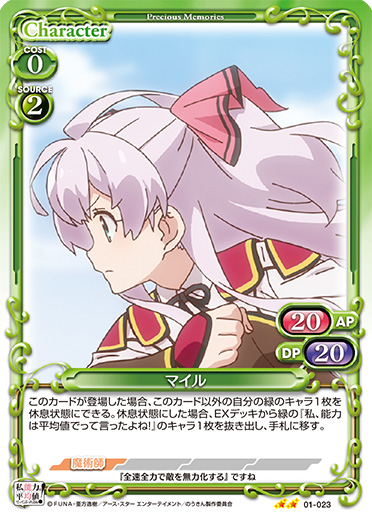 Precious Memories
Character
COST
0
SOURCE
2
20 AP
DP 20
マイル
このカードが登場した場合、このカード以外の自分の緑のキャラ1枚を
休息状態にできる。休息状態にした場合、EXデッキから緑の『私、能力
は平均値でって言ったよね!』のキャラ1枚を抜き出し、手札に移す。
魔術師
『全速全力で敵を無力化する』ですね
私能力
平均値
©FUNA・亜方逸樹/アース・スター エンターテイメント/のうきん製作委員会
01-023